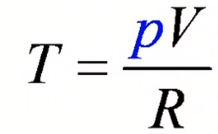 T = pV / R